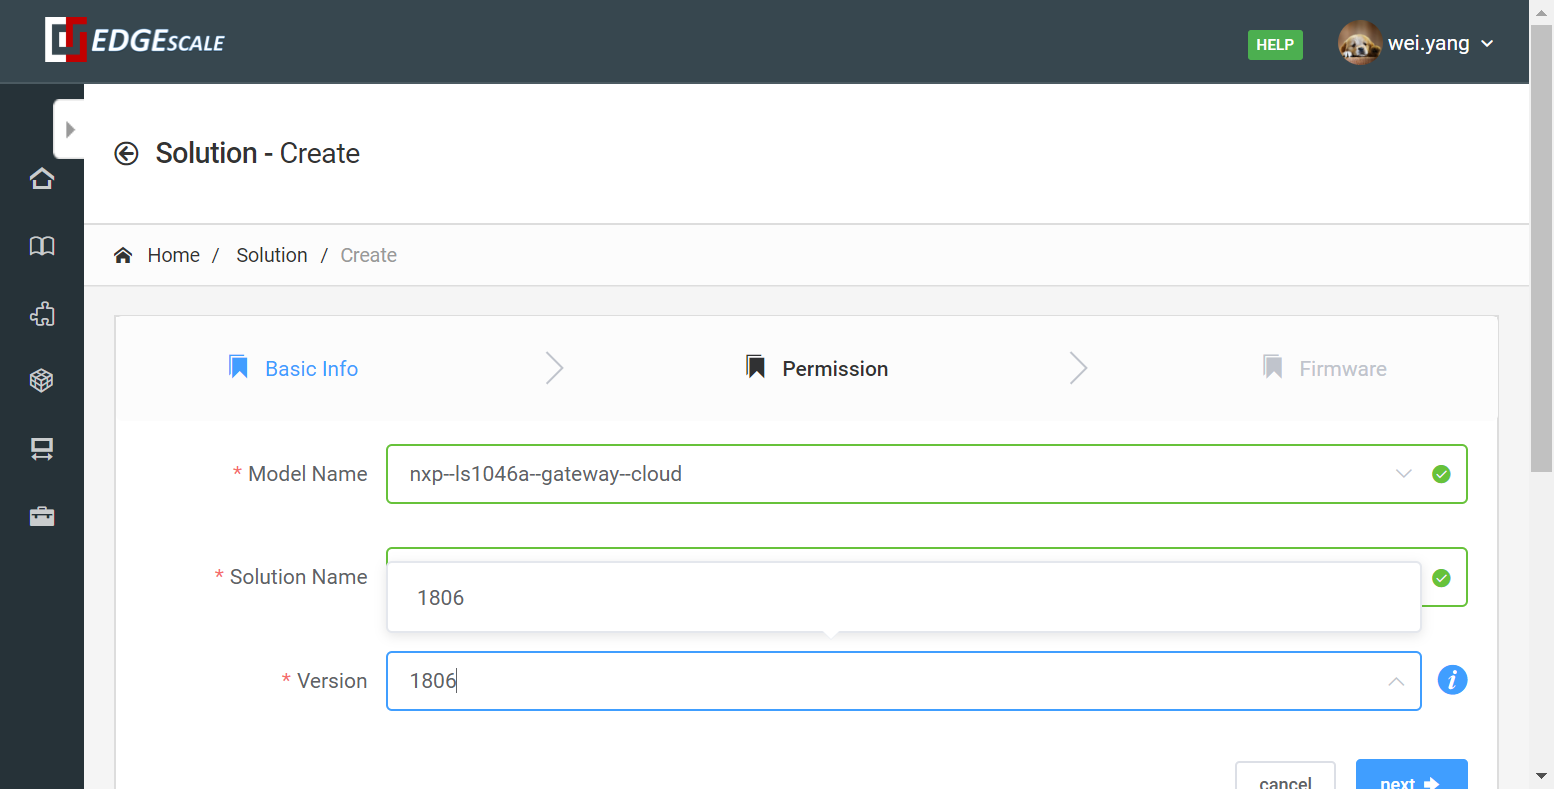 EDGESCALE
HELP
wei.yang
Solution - Create
Home / Solution / Create
Basic Info
Permission
Firmware
* Model Name
nxp--ls1046a--gateway--cloud
* Solution Name
1806
* Version
1806
i
cancel
next